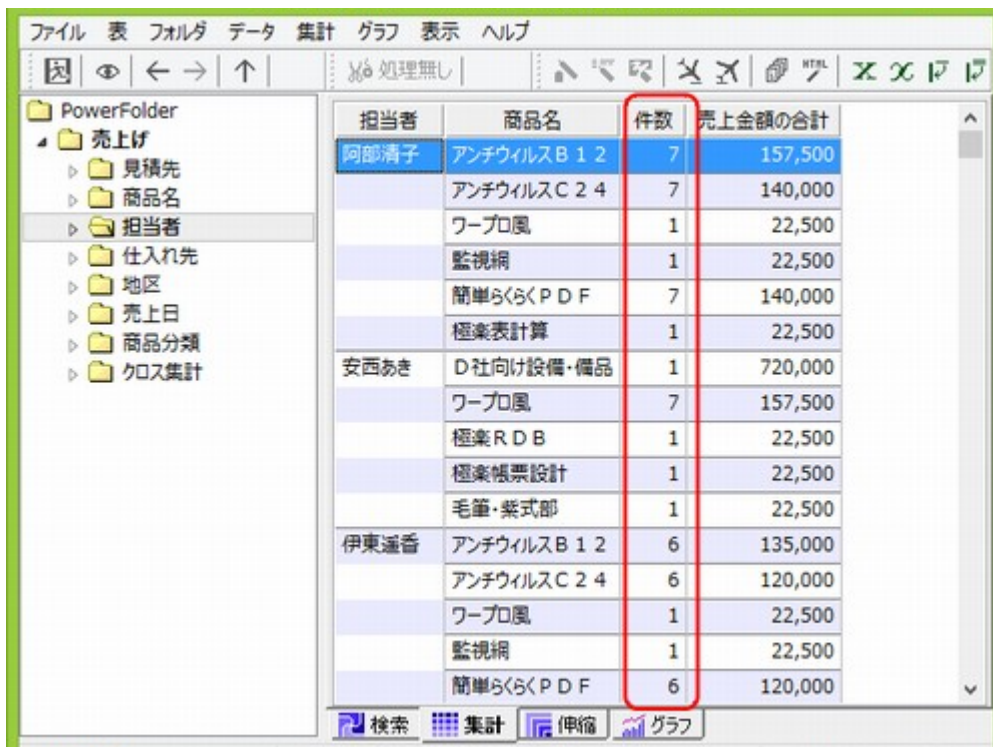 ファイル 表 フォルダ データ 集計 グラフ 表示 ヘルプ
処理無し HTML
PowerFolder
売上げ
見積先
商品名
担当者
仕入れ先
地区
売上日
商品分類
クロス集計
担当者 商品名 件数 売上金額の合計
阿部清子 アンチウィルスB12 7 157,500
アンチウィルスC24 7 140,000
ワープロ風 1 22,500
監視網 1 22,500
簡単らくらくPDF 7 140,000
極楽表計算 1 22,500
安西あき D社向け設備・備品 1 720,000
ワープロ風 7 157,500
極楽RDB 1 22,500
極楽帳票設計 1 22,500
毛筆・紫式部 1 22,500
伊東遥香 アンチウィルスB12 6 135,000
アンチウィルスC24 6 120,000
ワープロ風 1 22,500
監視網 1 22,500
簡単らくらくPDF 6 120,000
検索 集計 伸縮 グラフ